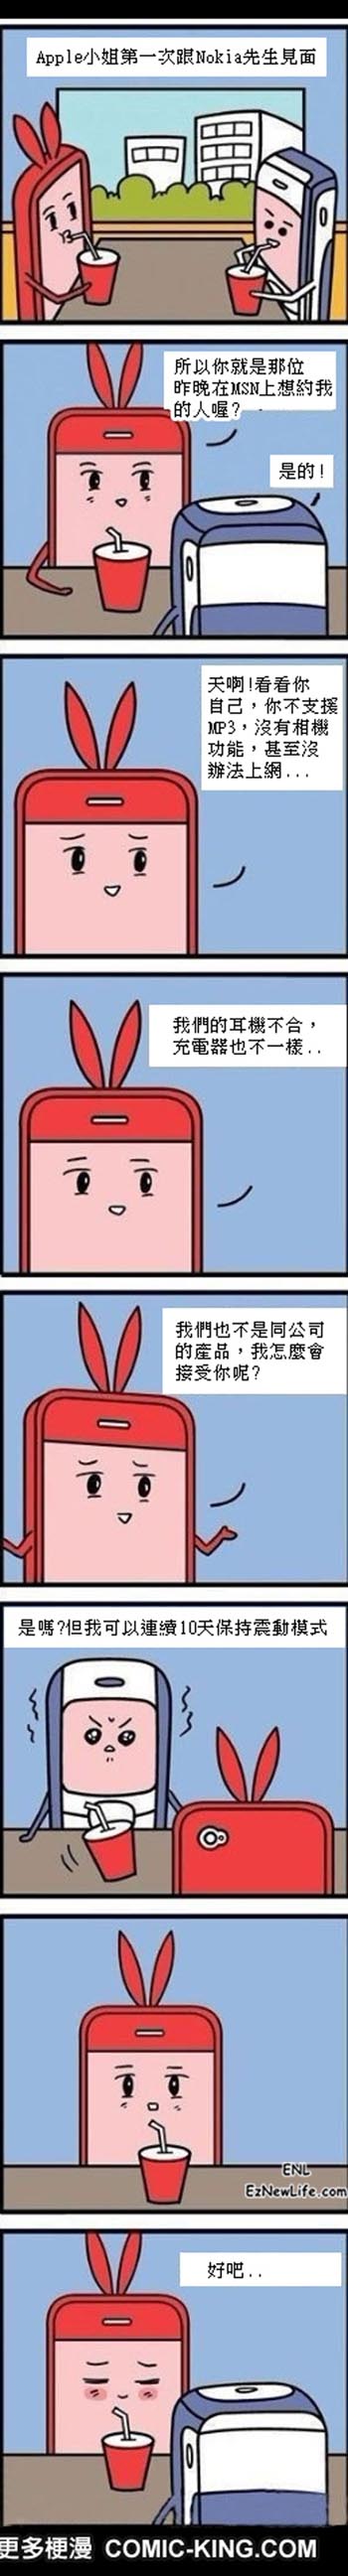 Apple小姐第一次跟Nokia先生見面
所以你就是那位
昨晚在MSN上想約我
的人喔?
是的!
天啊!看看你
自己,你不支援
MP3,沒有相機
功能,甚至沒
辦法上網...
我們的耳機不合,
充電器也不一樣..
我們也不是同公司
的產品,我怎麼會
接受你呢?
是嗎?但我可以連續10天保持震動模式
ENL
EzNewLife.com
好吧..
更多梗漫 COMIC-KING.COM